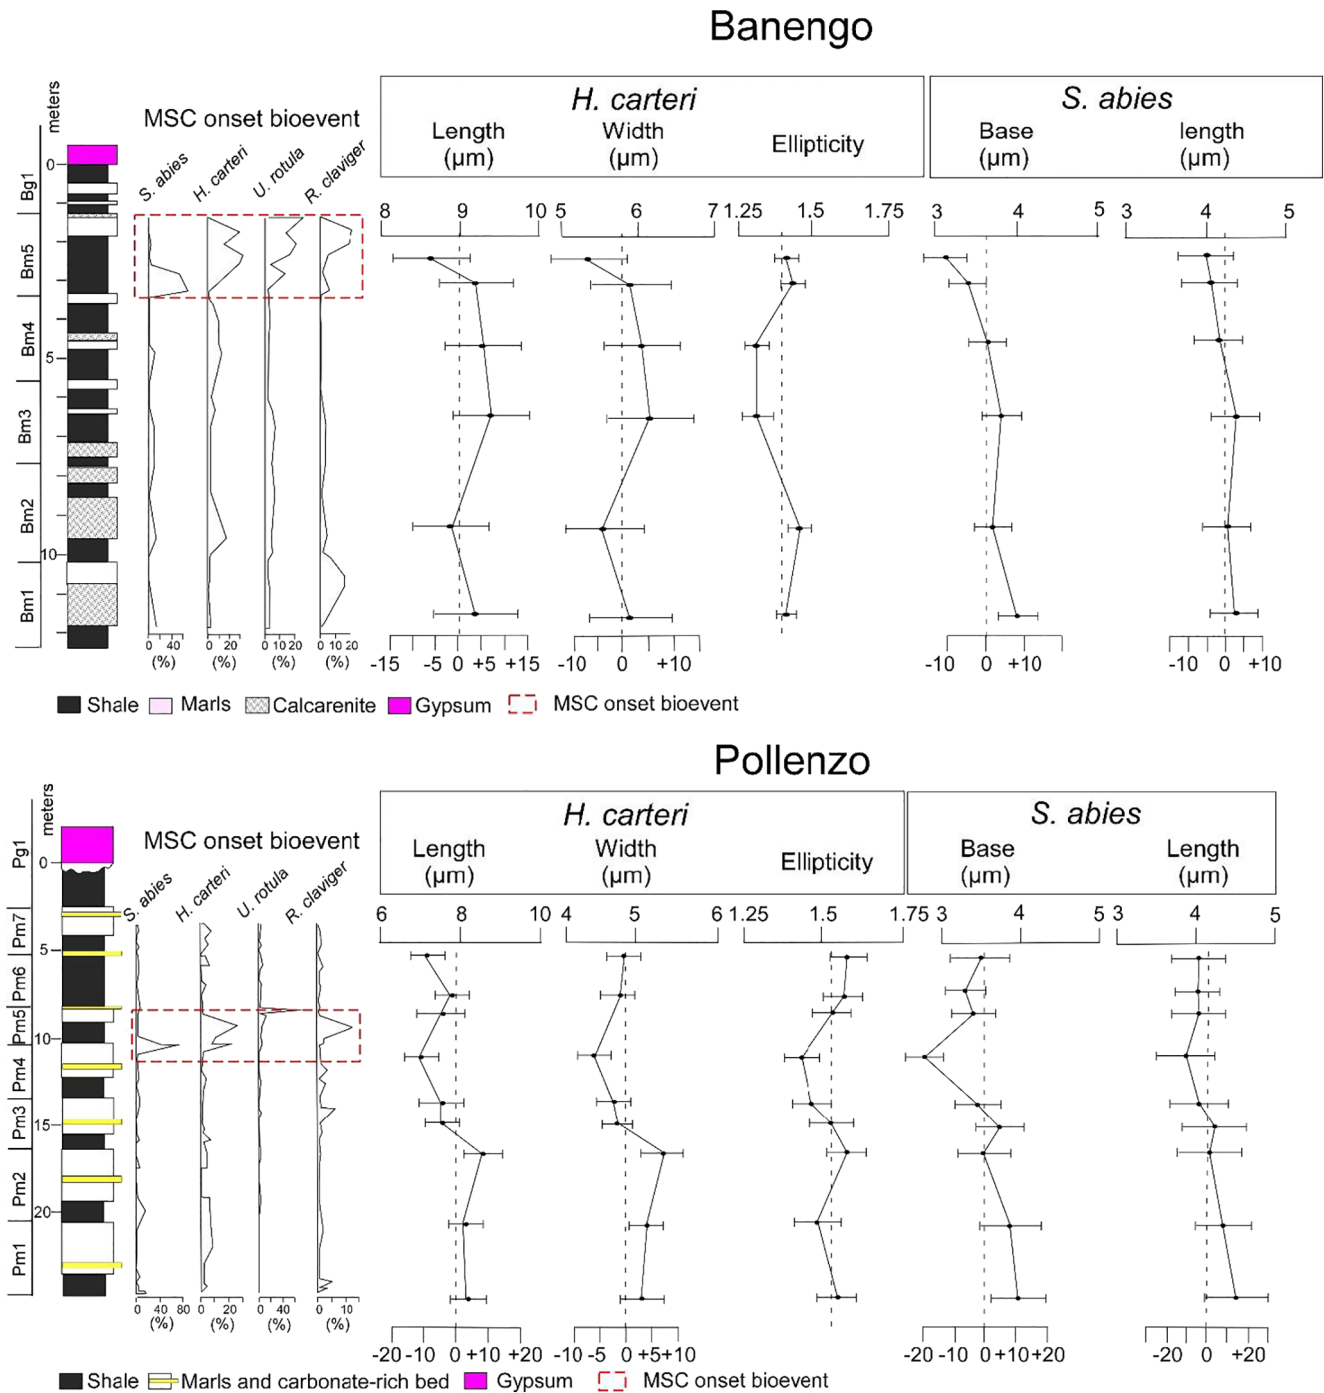 Banengo
meters
MSC onset bioevent
S. abies H. carteri U. rotula R. claviger
H. carteri
Length (µm) Width (µm) Ellipticity
S. abies
Base (µm) length (µm)
8 9 10 5 6 7 1.25 1.5 1.75 3 4 5 3 4 5
0
5
10
Bg1
Bm5
Bm4
Bm3
Bm2
Bm1
0 40 0 20 0 10 20 0 10 20
(%) (%) (%) (%)
-15 -5 0 +5 +15 -10 0 +10 -10 0 +10 -10 0 +10
Shale Marls Calcarenite Gypsum MSC onset bioevent
Pollenzo
meters
MSC onset bioevent
S. abies H. carteri U. rotula R. claviger
H. carteri
Length (µm) Width (µm) Ellipticity
S. abies
Base (µm) Length (µm)
6 8 10 4 5 6 1.25 1.5 1.75 3 4 5 3 4 5
0
5
10
15
20
Pg1
Pm7
Pm6
Pm5
Pm4
Pm3
Pm2
Pm1
0 40 80 0 20 0 40 0 10
(%) (%) (%) (%)
-20 -10 0 +10 +20 -10 -5 0 +5 +10 -20 -10 0 +10 +20 -20 0 +20
Shale Marls and carbonate-rich bed Gypsum MSC onset bioevent